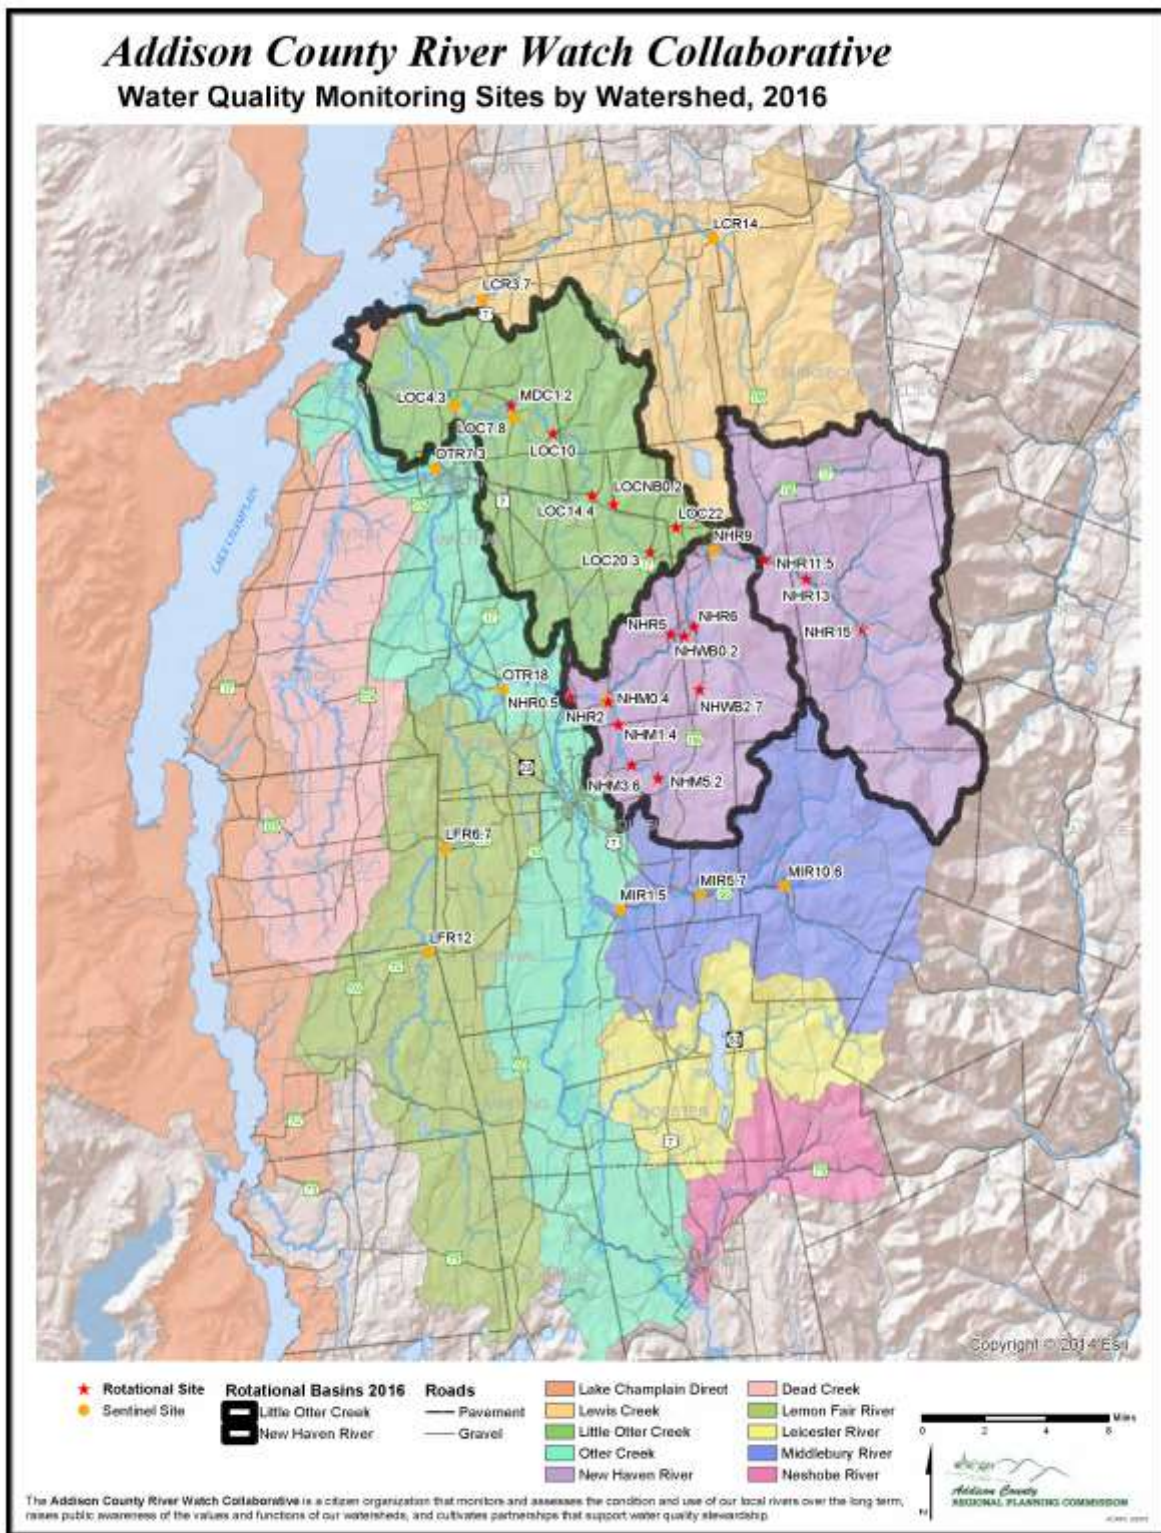 Addison County River Watch Collaborative
Water Quality Monitoring Sites by Watershed, 2016
LCR14
LCR3.7
7
LOC4.3
MDC1.2
LOC7.8
LOC10
OTR7.3
LOCNB0.2
LOC14.4
LOC22
7
NHR9
LOC20.3
NHR11.5
NHR13
NHR5
NHR6
NHR15
NHWB0.2
OTR18
NHR0.5
NHR2
NHM0.4
NHWB2.7
NHM1.4
NHM3.6
NHM5.2
7
LFR6.7
MIR1.5
MIR5.7
MIR10.6
LFR12
LAKE CHAMPLAIN
7
Copyright © 2014 Esri
Rotational Site
Sentinel Site
Rotational Basins 2016
Little Otter Creek
New Haven River
Roads
Pavement
Gravel
Lake Champlain Direct
Lewis Creek
Little Otter Creek
Otter Creek
New Haven River
Dead Creek
Lemon Fair River
Leicester River
Middlebury River
Neshobe River
Miles
0 2 4 8
Addison County
REGIONAL PLANNING COMMISSION
The Addison County River Watch Collaborative is a citizen organization that monitors and assesses the condition and use of our local rivers over the long term,
raises public awareness of the values and functions of our watersheds, and cultivates partnerships that support water quality stewardship.